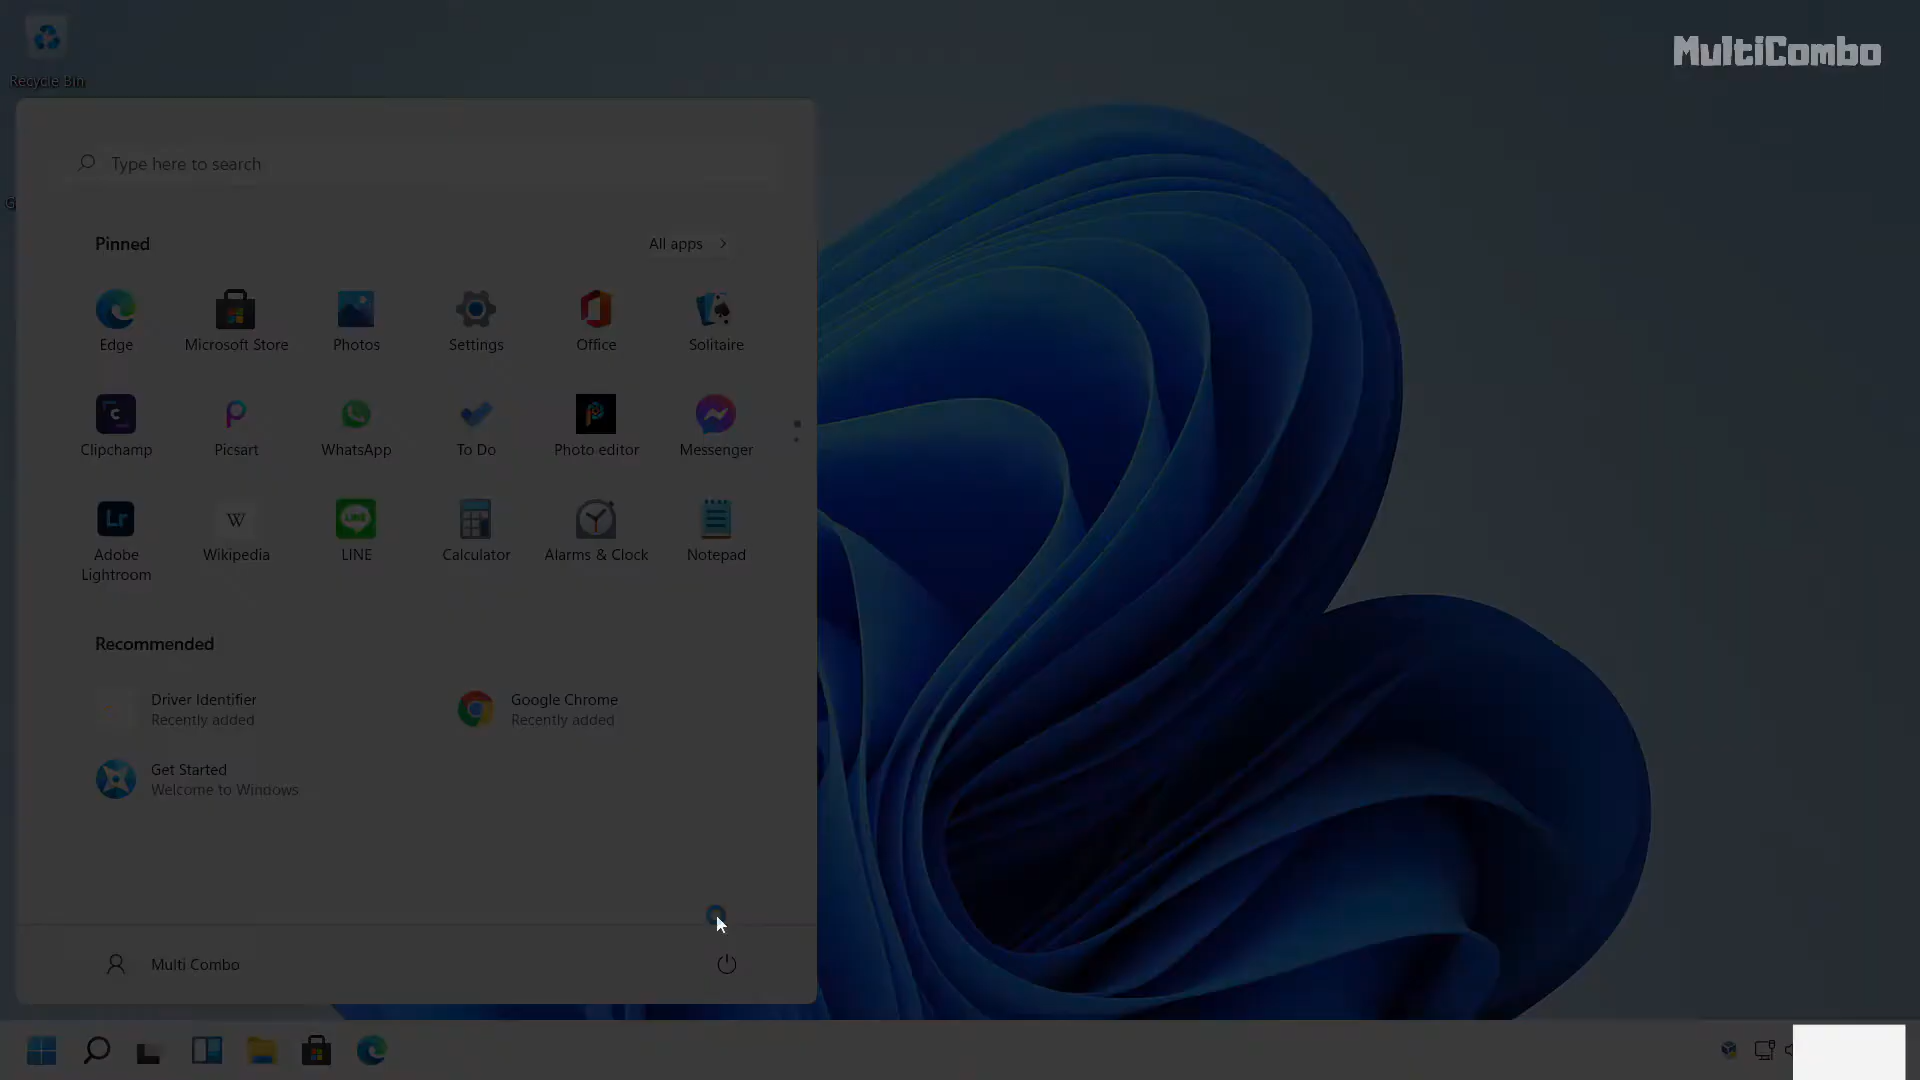 MultiCombo
Recycle Bin
G
Type here to search
Pinned
All apps
Edge
Microsoft Store
Photos
Settings
Office
Solitaire
Clipchamp
Picsart
WhatsApp
To Do
Photo editor
Messenger
Lr
W
LINE
Adobe
Lightroom
Wikipedia
LINE
Calculator
Alarms & Clock
Notepad
Recommended
Driver Identifier
Recently added
Google Chrome
Recently added
Get Started
Welcome to Windows
Multi Combo